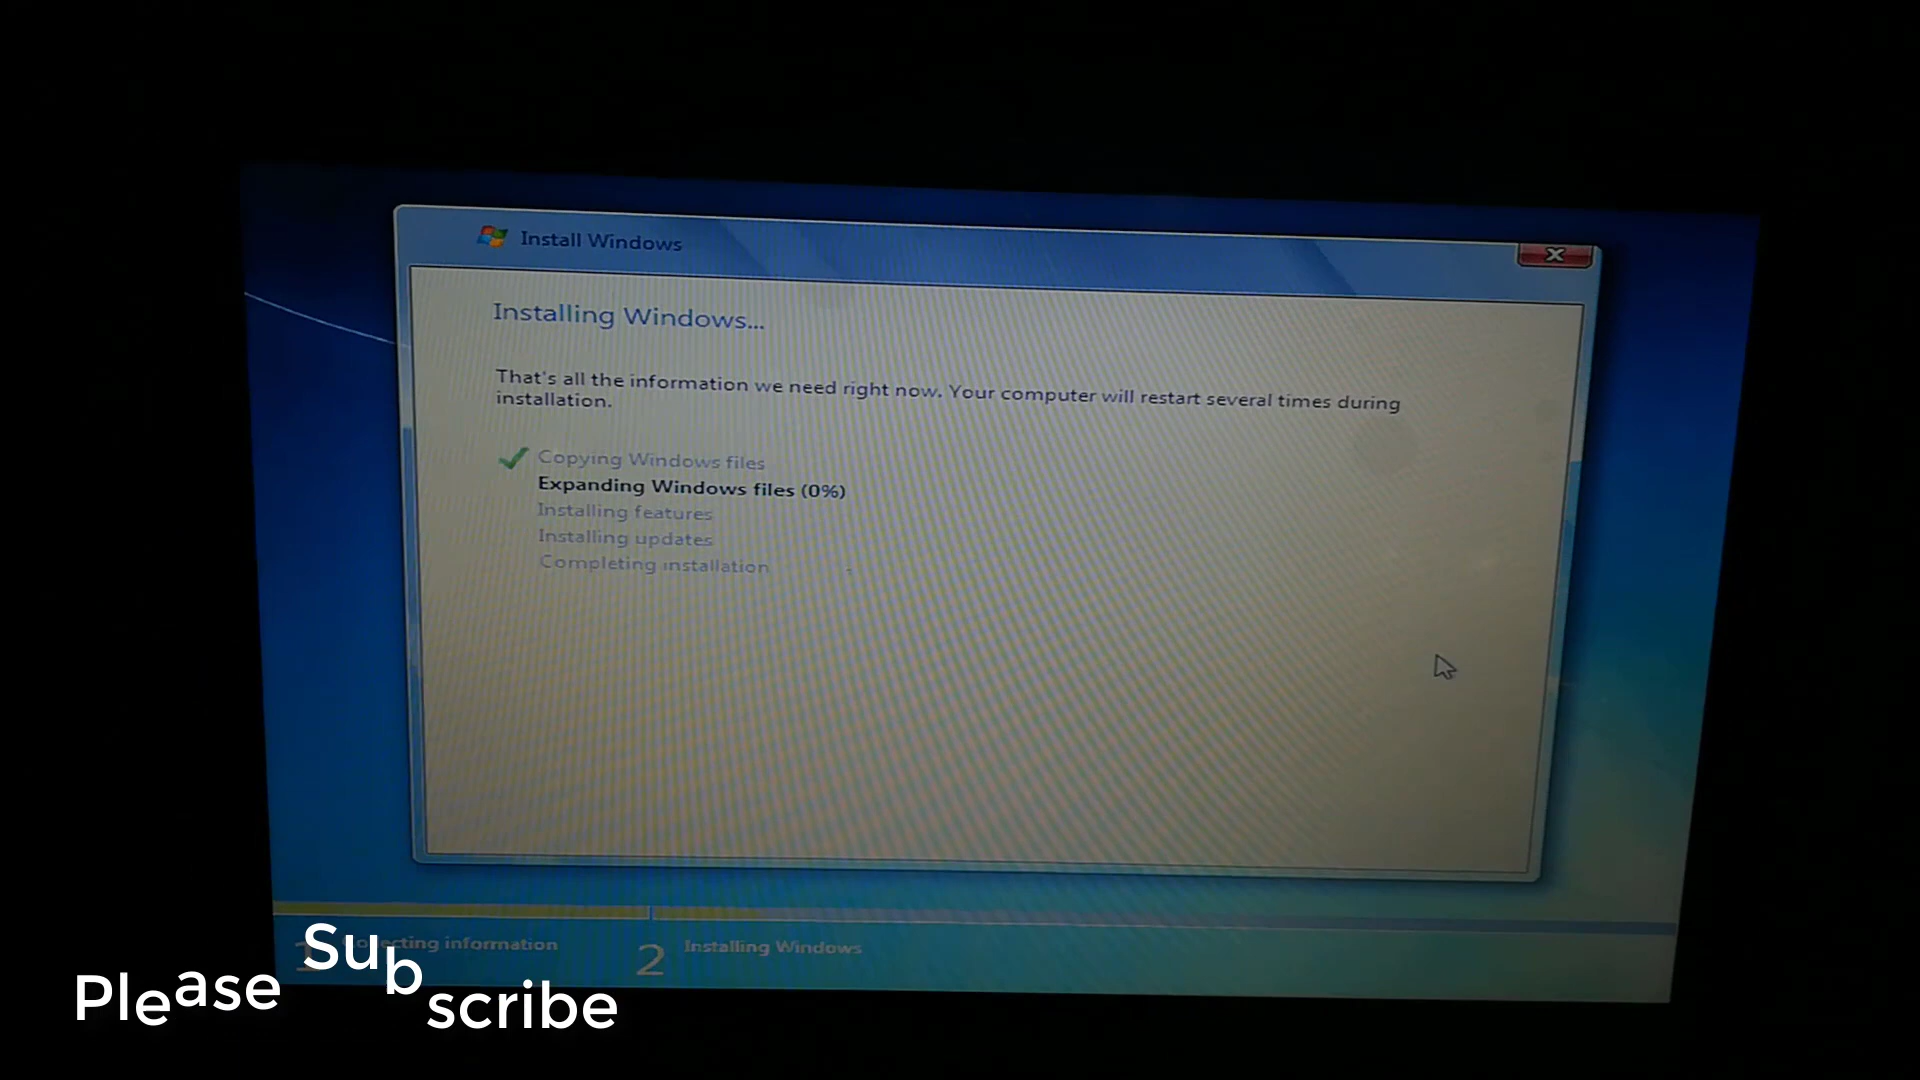 Install Windows
Installing Windows...
That's all the information we need right now. Your computer will restart several times during
installation.
Copying Windows files
Expanding Windows files (0%)
Installing features
Installing updates
Completing installation
1 Collecting information
2 Installing Windows
Please Subscribe